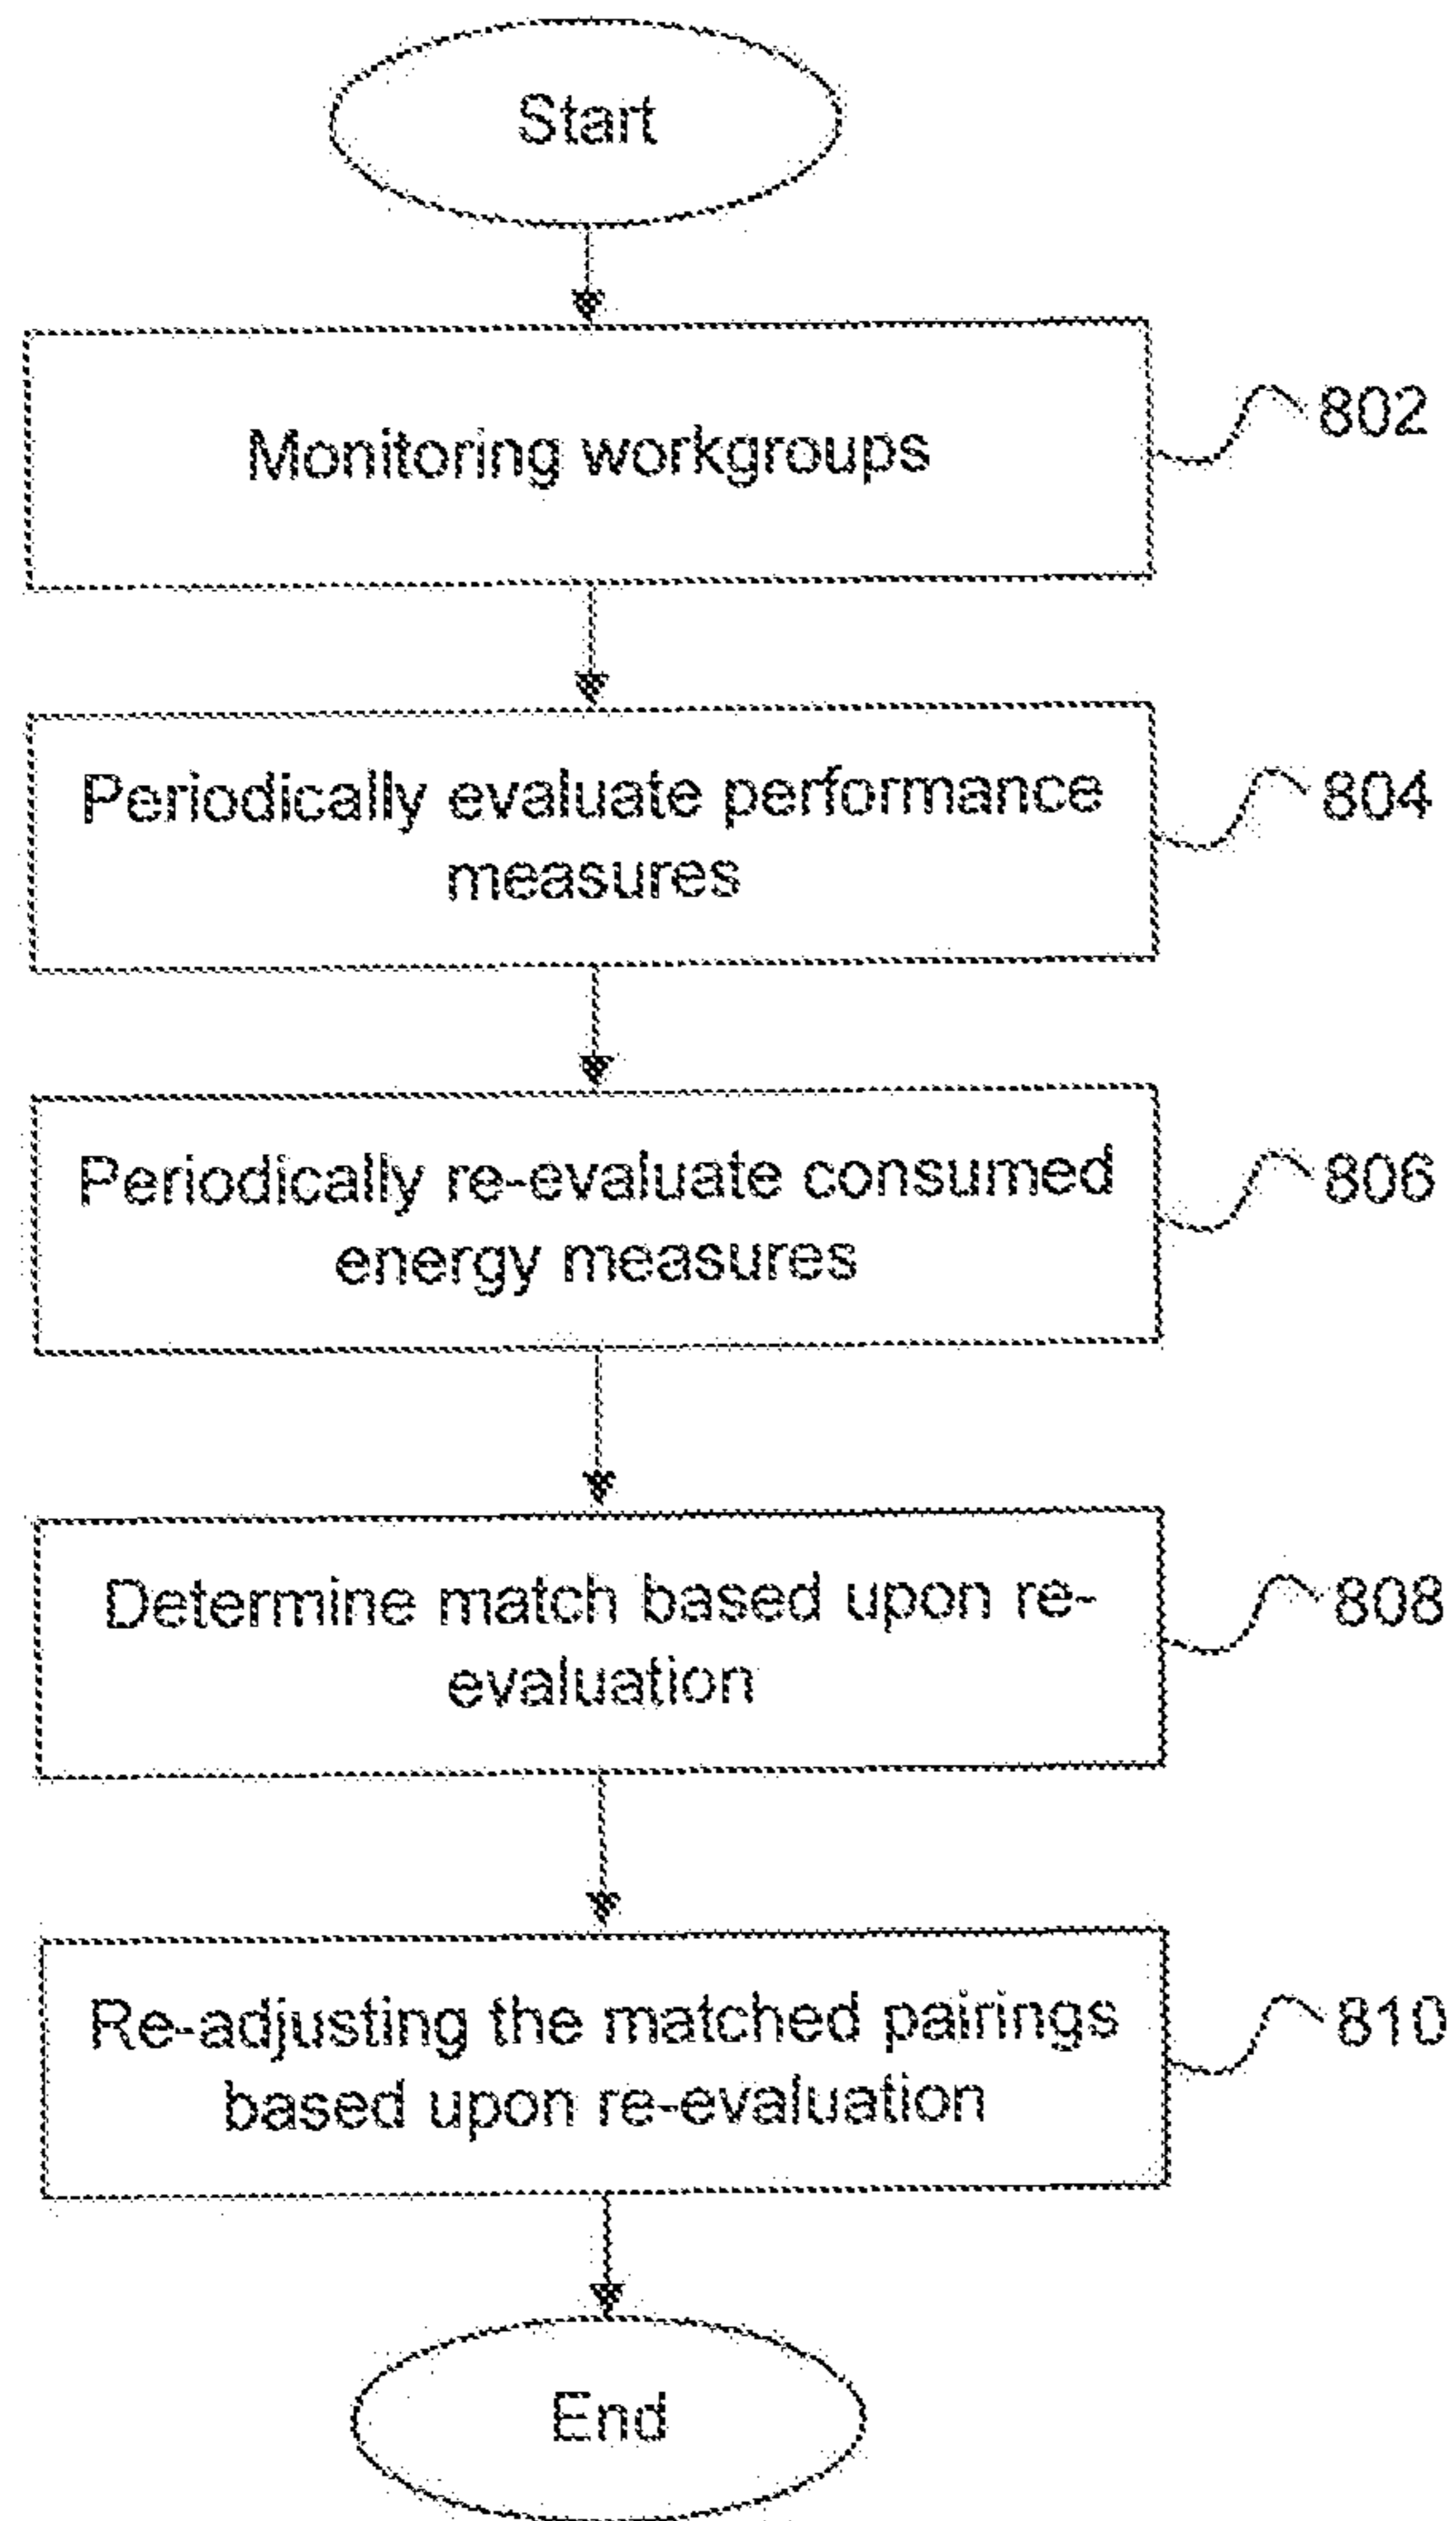 Start
Monitoring workgroups
802
Periodically evaluate performance
measures
804
Periodically re-evaluate consumed
energy measures
806
Determine match based upon re-
evaluation
808
Re-adjusting the matched pairings
based upon re-evaluation
810
End